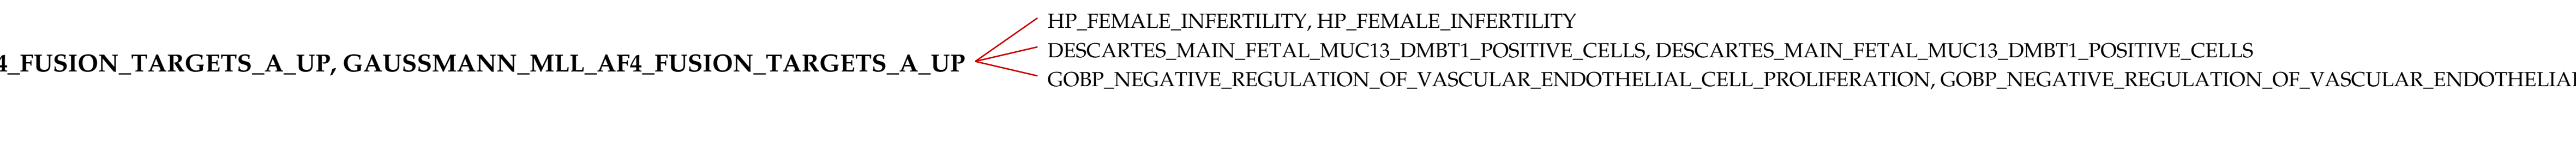 HP_FEMALE_INFERTILITY, HP_FEMALE_INFERTILITY
DESCARTES_MAIN_FETAL_MUC13_DMBT1_POSITIVE_CELLS, DESCARTES_MAIN_FETAL_MUC13_DMBT1_POSITIVE_CELLS
4_FUSION_TARGETS_A_UP, GAUSSMANN_MLL_AF4_FUSION_TARGETS_A_UP
GOBP_NEGATIVE_REGULATION_OF_VASCULAR_ENDOTHELIAL_CELL_PROLIFERATION, GOBP_NEGATIVE_REGULATION_OF_VASCULAR_ENDOTHELIAL